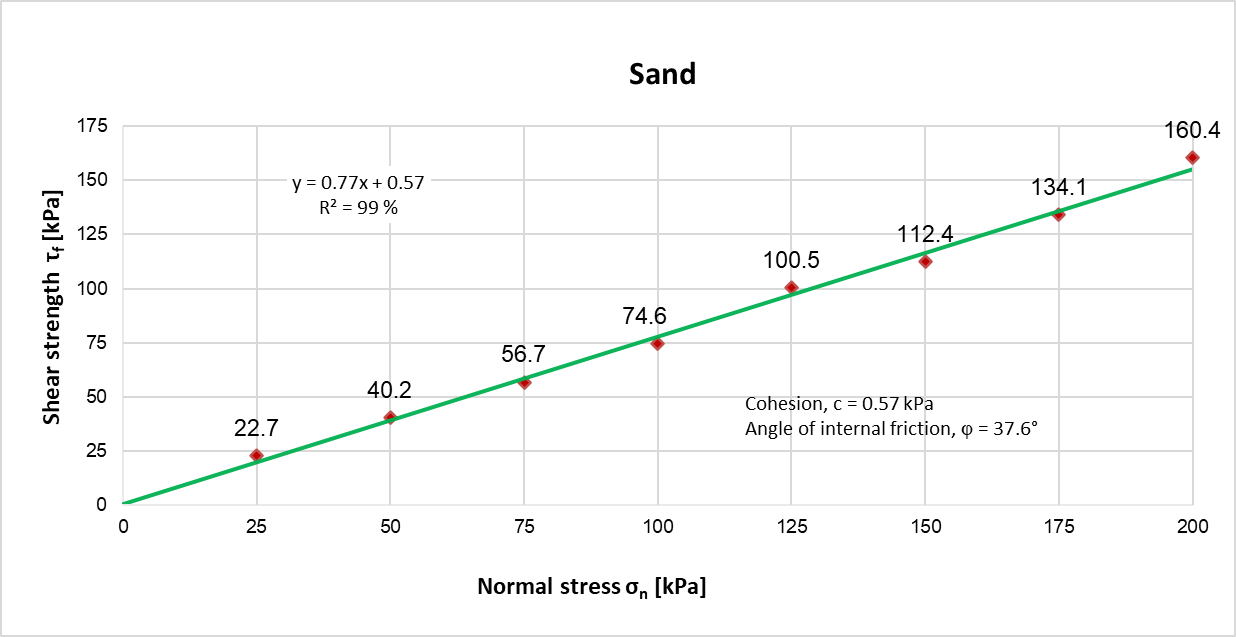 Sand
175
150
125
100
75
50
25
0
Shear strength τf [kPa]
y = 0.77x + 0.57
R² = 99 %
22.7
40.2
56.7
74.6
100.5
112.4
134.1
160.4
Cohesion, c = 0.57 kPa
Angle of internal friction, φ = 37.6°
0 25 50 75 100 125 150 175 200
Normal stress σn [kPa]